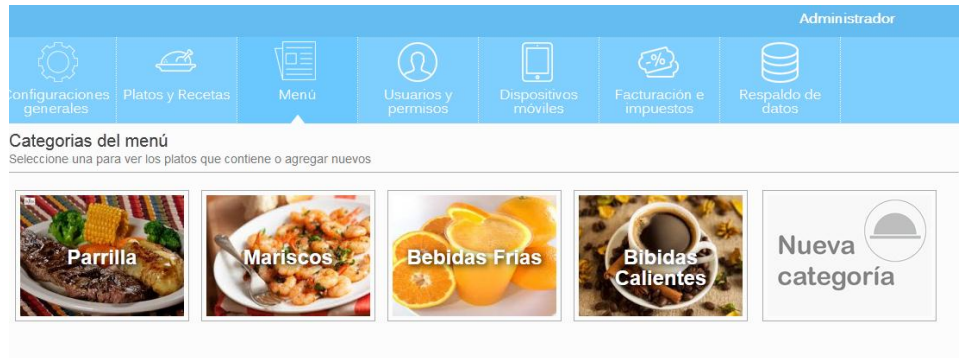 Administrador
Configuraciones
generales
Platos y Recetas
Menú
Usuarios y
permisos
Dispositivos
móviles
Facturación e
impuestos
Respaldo de
datos
Categorias del menú
Seleccione una para ver los platos que contiene o agregar nuevos
Parrilla
Mariscos
Bebidas Frias
Bibidas
Calientes
Nueva
categoría